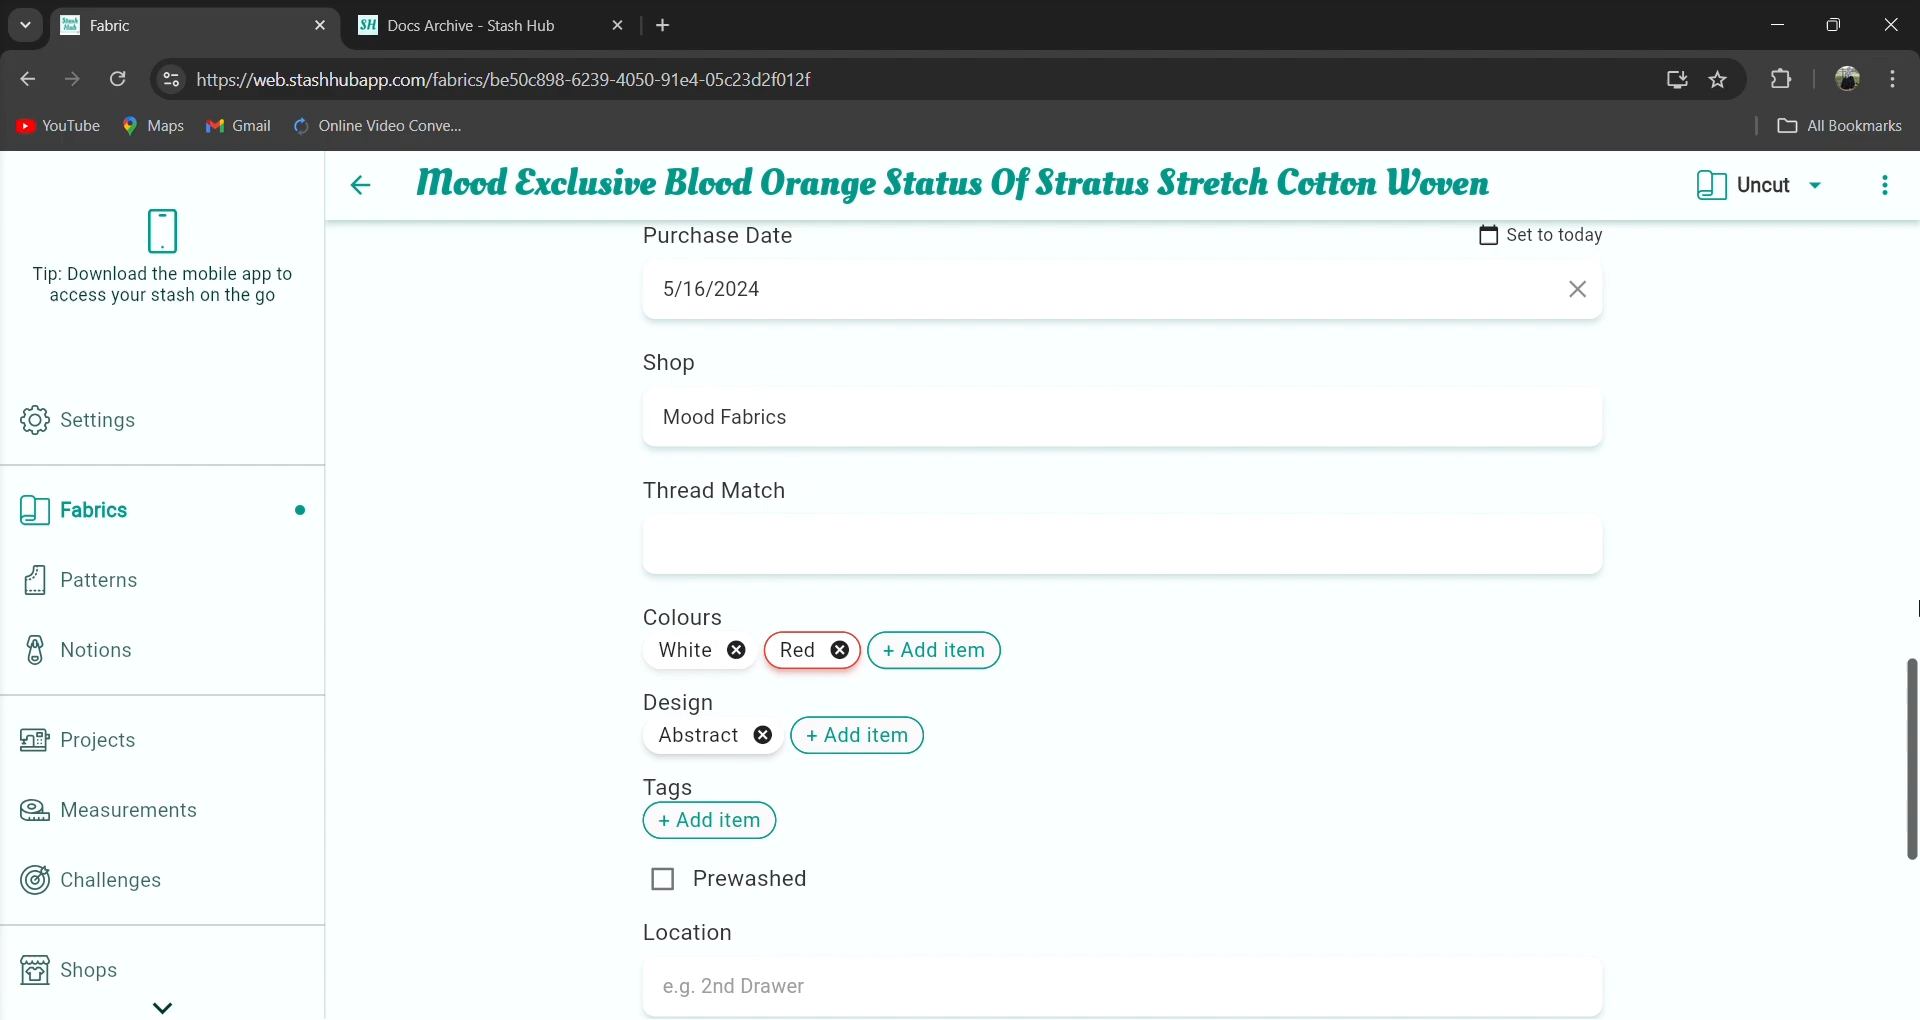 Fabric
Docs Archive - Stash Hub
https://web.stashhubapp.com/fabrics/be50c898-6239-4050-91e4-05c23d2f012f
YouTube
Maps
Gmail
Online Video Conve...
All Bookmarks
Mood Exclusive Blood Orange Status Of Stratus Stretch Cotton Woven
Uncut
Tip: Download the mobile app to
access your stash on the go
Settings
Fabrics
Patterns
Notions
Projects
Measurements
Challenges
Shops
Purchase Date
Set to today
5/16/2024
Shop
Mood Fabrics
Thread Match
Colours
White
Red
+ Add item
Design
Abstract
+ Add item
Tags
+ Add item
Prewashed
Location
e.g. 2nd Drawer